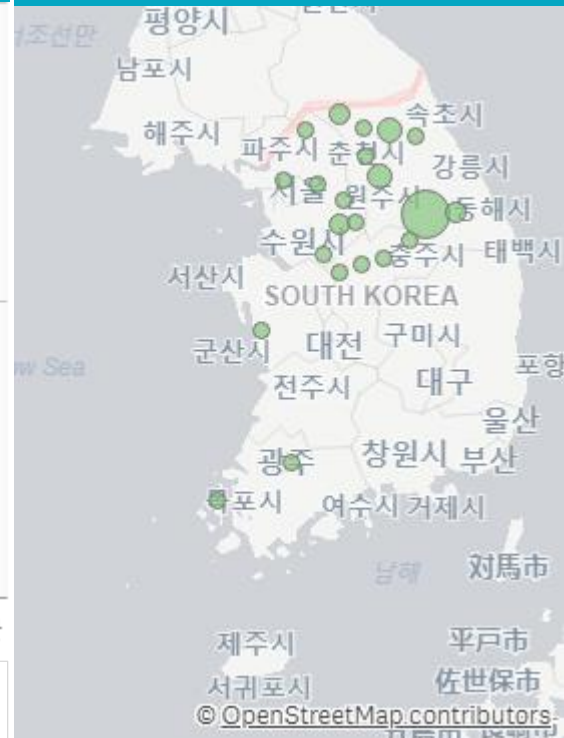 평양시
서조선만
남포시
속초시
해주시
파주시 춘천시
강릉시
서울 원주시
동해시
수원시
충주시 태백시
서산시
SOUTH KOREA
군산시
대전 구미시
포항
전주시 대구
울산
광주 창원시 부산
목포시 여수시 거제시
남해 対馬市
제주시 平戸市
서귀포시 佐世保市
© OpenStreetMap contributors